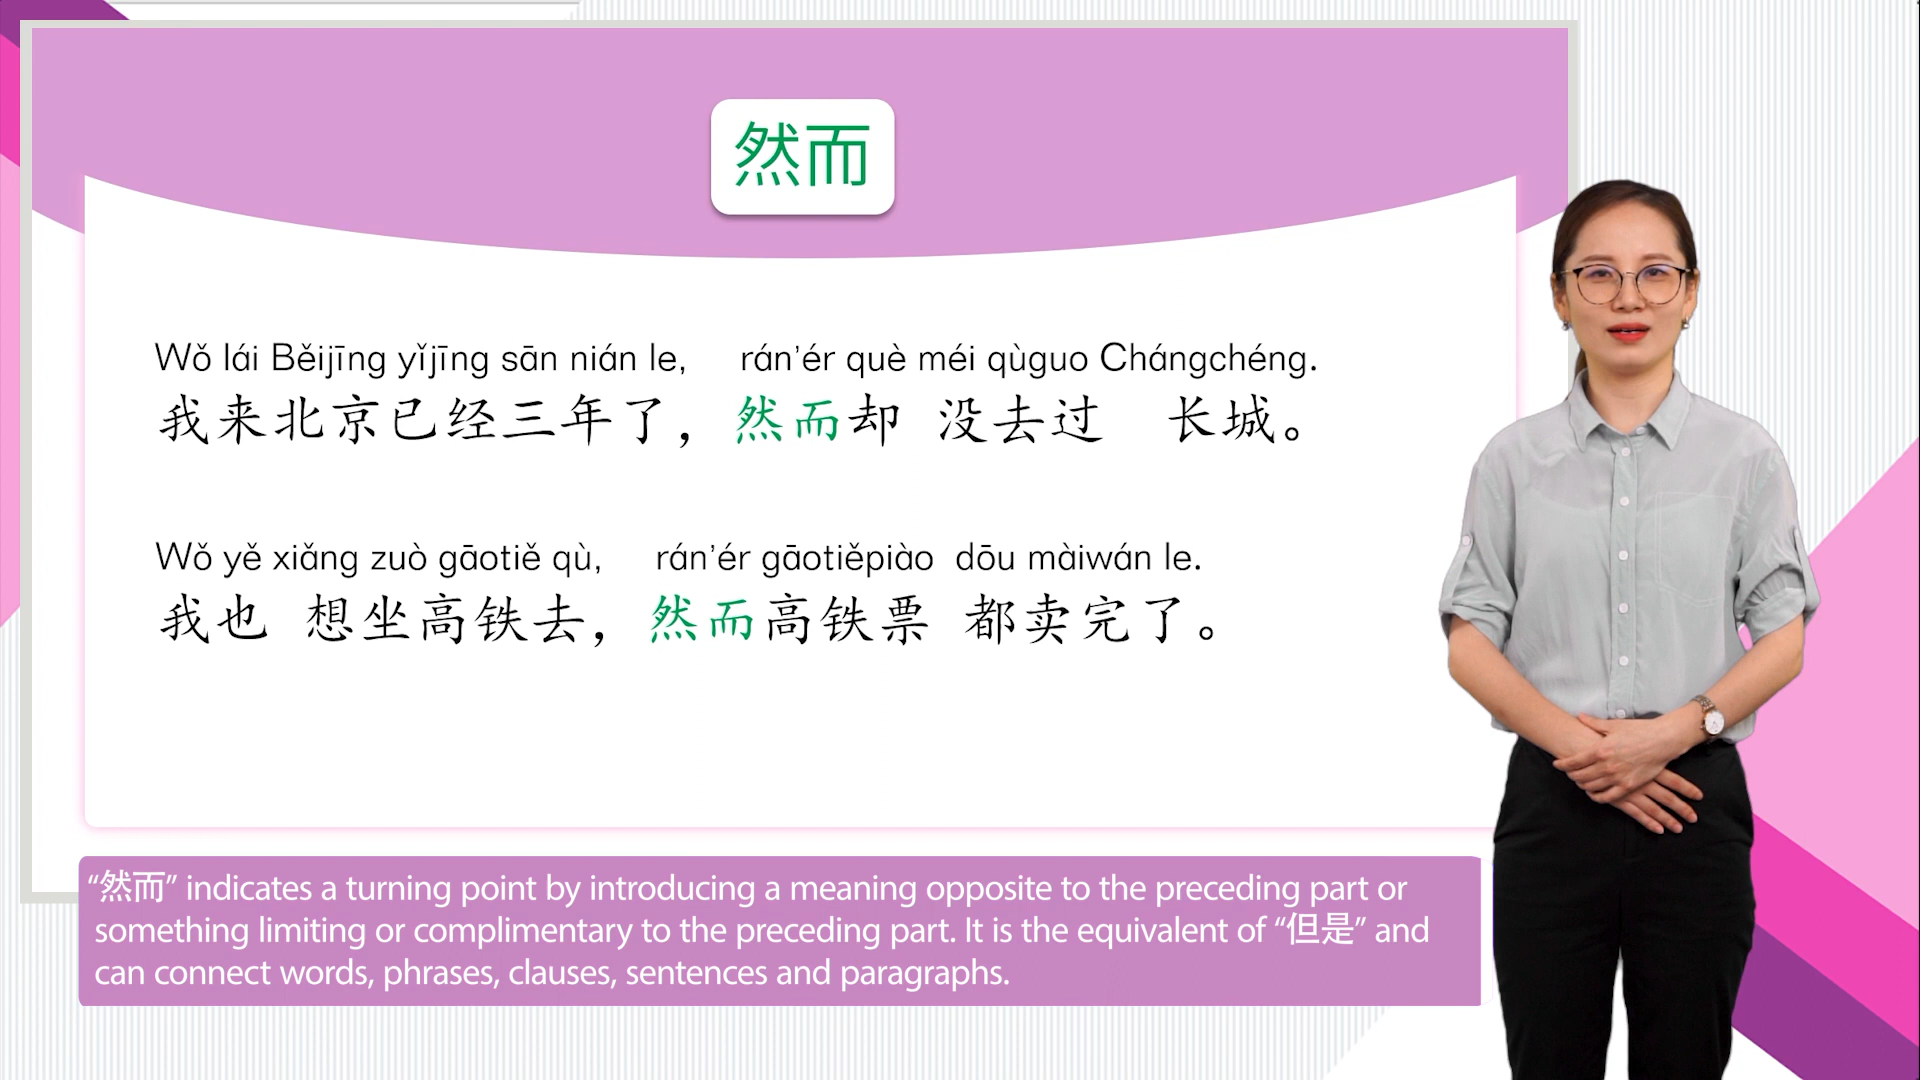 然而
Wǒ lái Běijīng yǐjīng sān nián le, rán'ér què méi qùguo Chángchéng.
我来北京已经三年了，然而却 没去过 长城。
Wǒ yě xiǎng zuò gāotiě qù, rán'ér gāotiěpiào dōu màiwán le.
我也 想坐高铁去，然而高铁票 都卖完了。
“然而” indicates a turning point by introducing a meaning opposite to the preceding part or
something limiting or complimentary to the preceding part. It is the equivalent of “但是” and
can connect words, phrases, clauses, sentences and paragraphs.